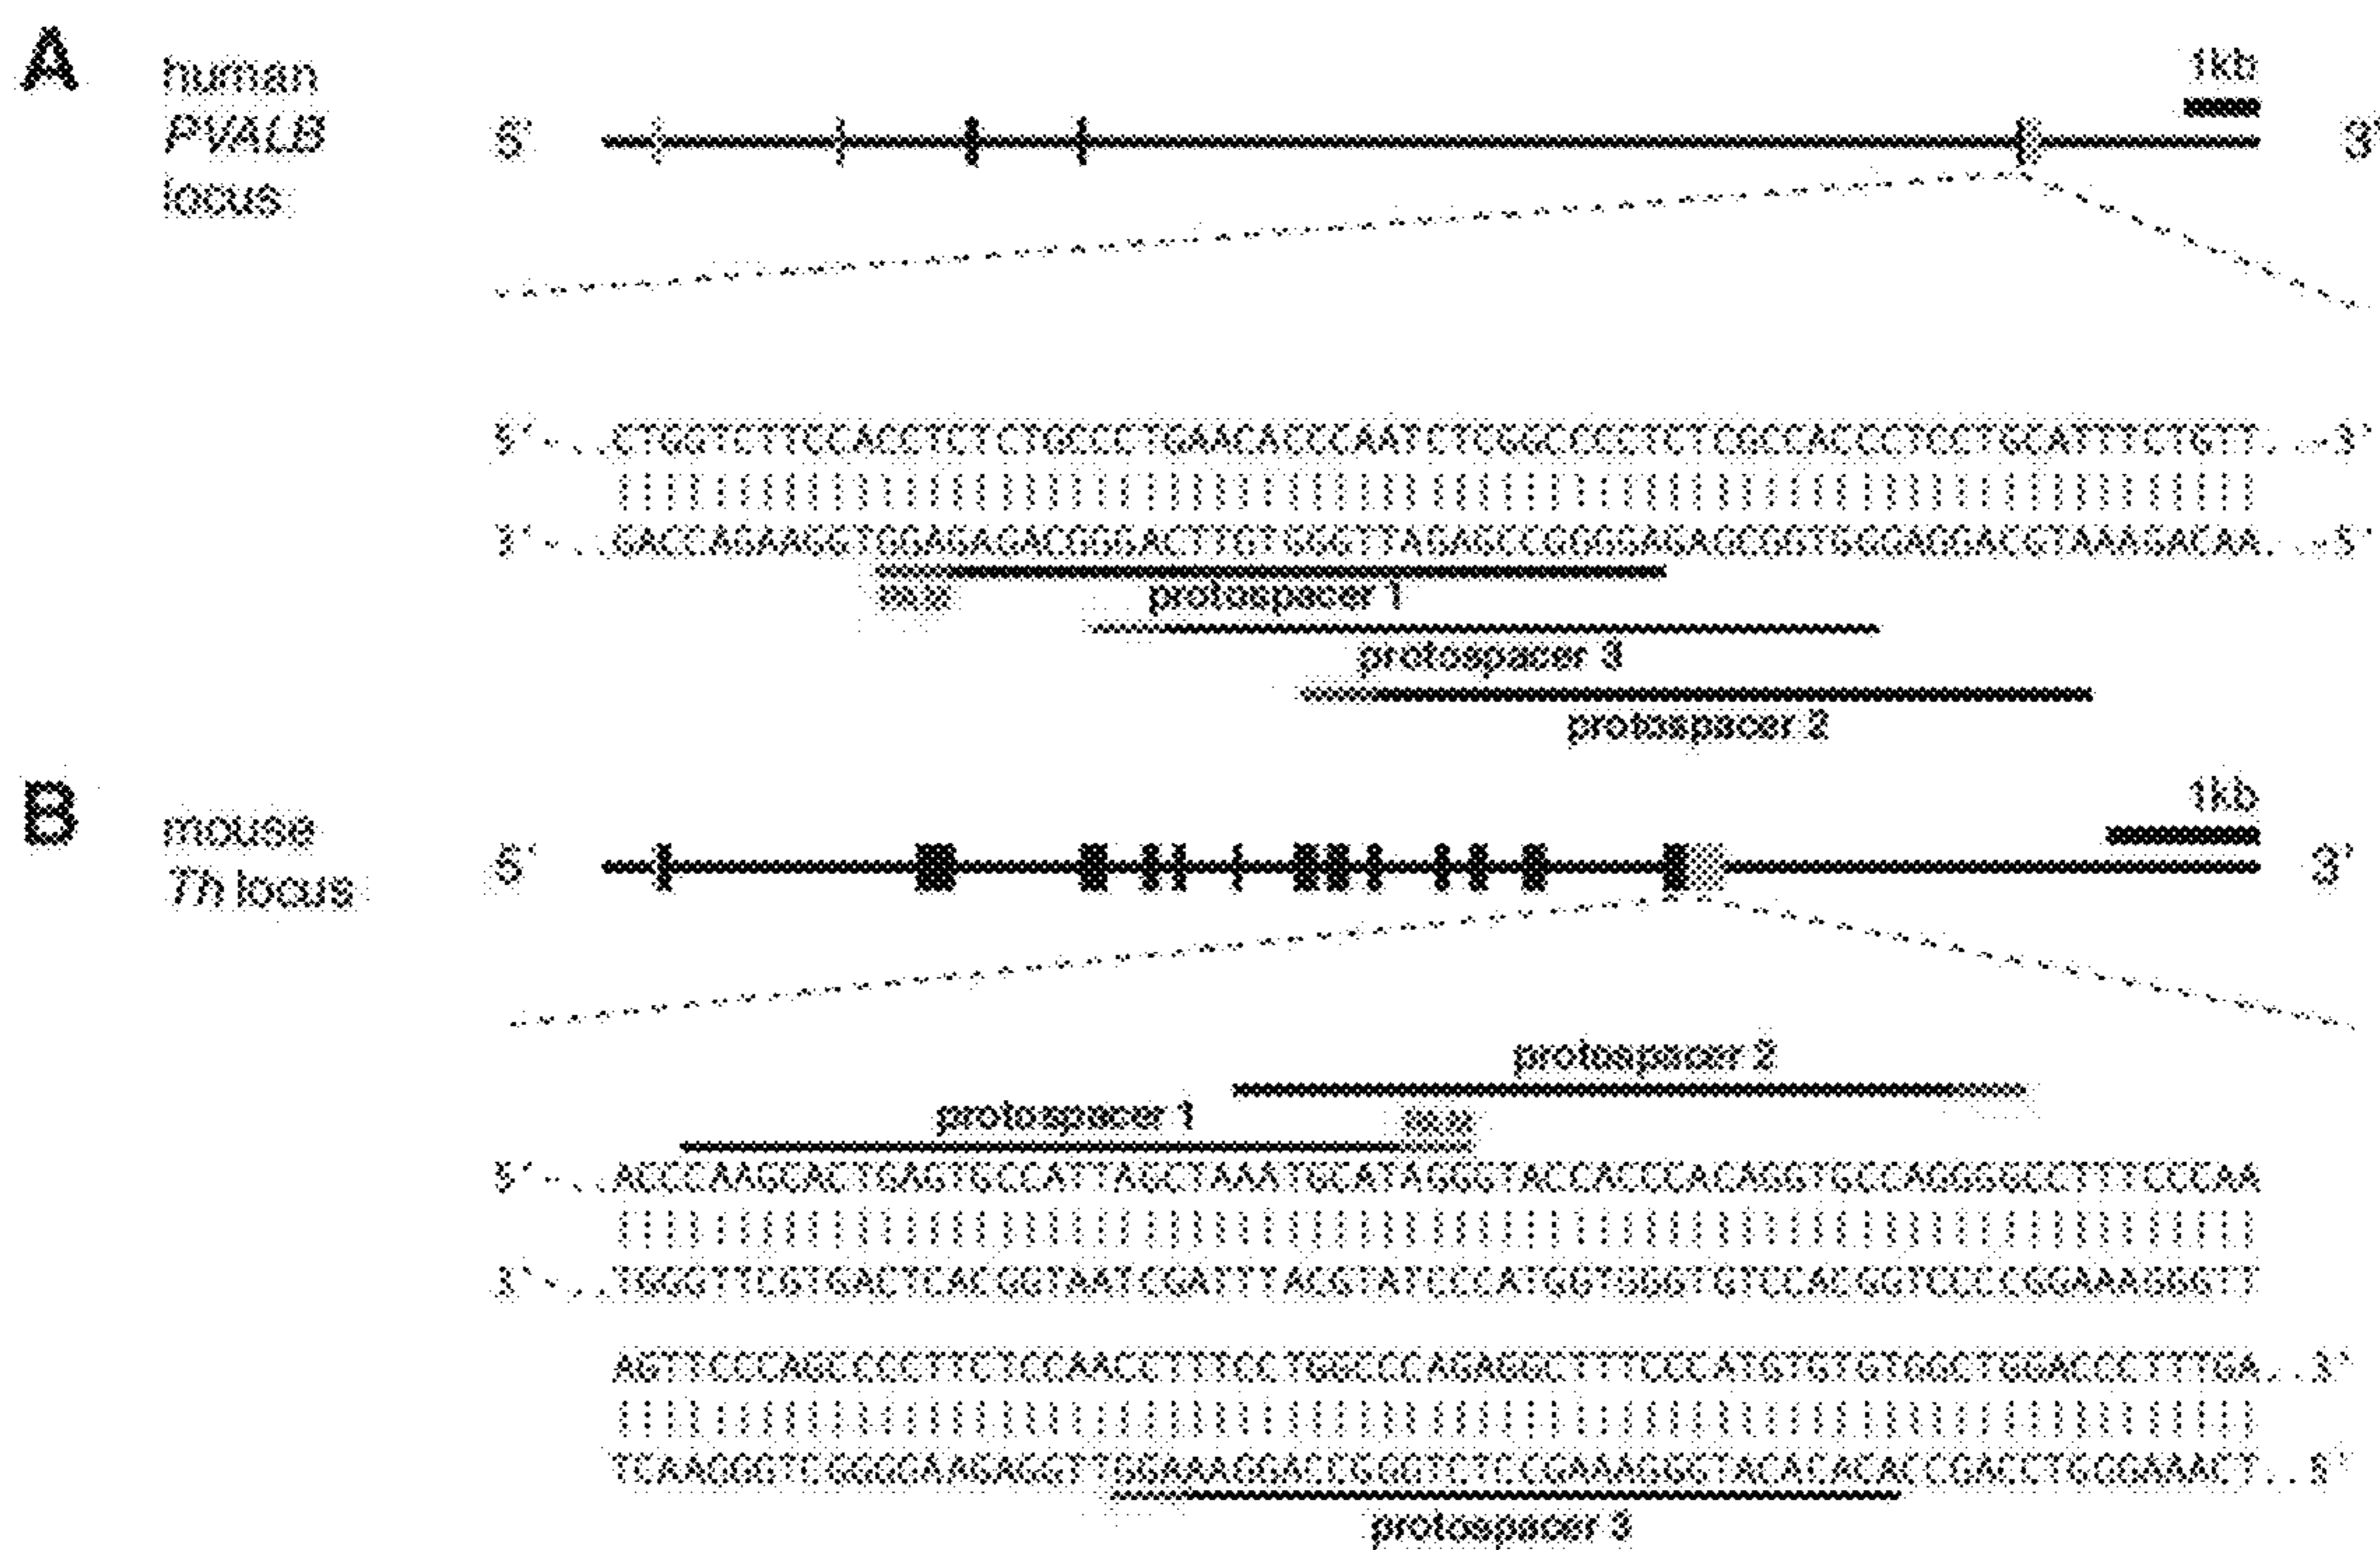 A
human
PVALB
locus
1kb
5' 3'
5'...CTGGTCTTCCACCTCTCTGCCCTGAACACCCAATCTCGGCCCCTCTCGCCACCCTCCTGCATTTCTGTT...3'
3'...GACCAGAAGGTGGAGAGACGGGACTTGTGGGTTAGAGCCGGGGAGAGCGGTGGGAGGACGTAAAGACAA...5'
protospacer 1
protospacer 3
protospacer 2
B
mouse
Th locus
1kb
5' 3'
protospacer 2
protospacer 1
5'...ACCCAAGCACTGAGTGCCATTAGCTAAATGCATAGGGTACCACCCACAGGTGCCAGGGGCCTTTCCCAA
3'...TGGGTTCGTGACTCACGGTAATCGATTTACGTATCCCATGGTGGGTGTCCACGGTCCCCGGAAAGGGTT
AGTTCCCAGCCCCTTCTCCAACCTTTCCTGGCCCAGAGGCTTTCCCATGTGTGTGGCTGGACCCTTTGA..3'
TCAAGGGTCGGGGAAGAGGTTGGAAAGGACCGGGTCTCCGAAAGGGTACACACACCGACCTGGGAAACT..5'
protospacer 3